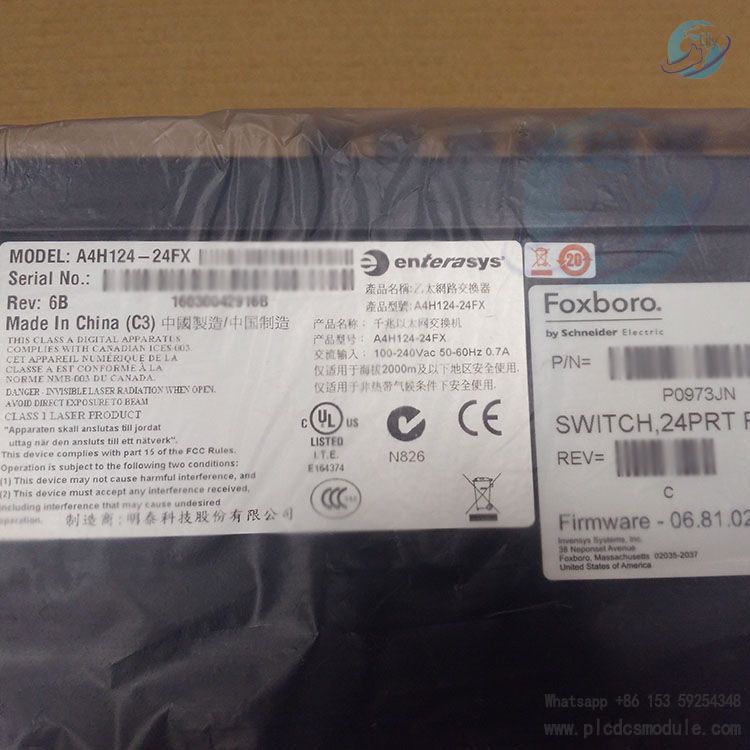 MODEL: A4H124-24FX
Serial No.:
16030042916B
Rev: 6B
Made In China (C3) 中國製造/中国制造
THIS CLASS A DIGITAL APPARATUS
COMPLIES WITH CANADIAN ICES-003.
CET APPAREIL NUMÉRIQUE DE LA
CLASSE A EST CONFORME À LA
NORME NMB-003 DU CANADA.
DANGER - INVISIBLE LASER RADIATION WHEN OPEN.
AVOID DIRECT EXPOSURE TO BEAM
CLASS 1 LASER PRODUCT
"Apparaten skall anslutas till jordat
uttag när den ansluts till ett nätverk".
This device complies with part 15 of the FCC Rules.
Operation is subject to the following two conditions:
(1) This device may not cause harmful interference, and
(2) This device must accept any interference received,
including interference that may cause undesired
operation.
制造商:明泰科技股份有限公司
enterasys
產品名稱:乙太網路交換器
產品型號: A4H124-24FX
产品名称: 千兆以太网交换机
产品型号: A4H124-24FX
交流输入: 100-240Vac 50-60Hz 0.7A
仅适用于海拔2000m及以下地区安全使用.
仅适用于非热带气候条件下安全使用.
C UL US
LISTED
I.T.E.
E164374
N826
CCC
20
Foxboro.
by Schneider Electric
P/N=
P0973JN
SWITCH,24PRT
REV=
C
Firmware - 06.81.02
Invensys Systems, Inc.
38 Neponset Avenue
Foxboro, Massachusetts 02035-2037
United States of America
Whatsapp +86 153 59254348
www.plcdcsmodule.com